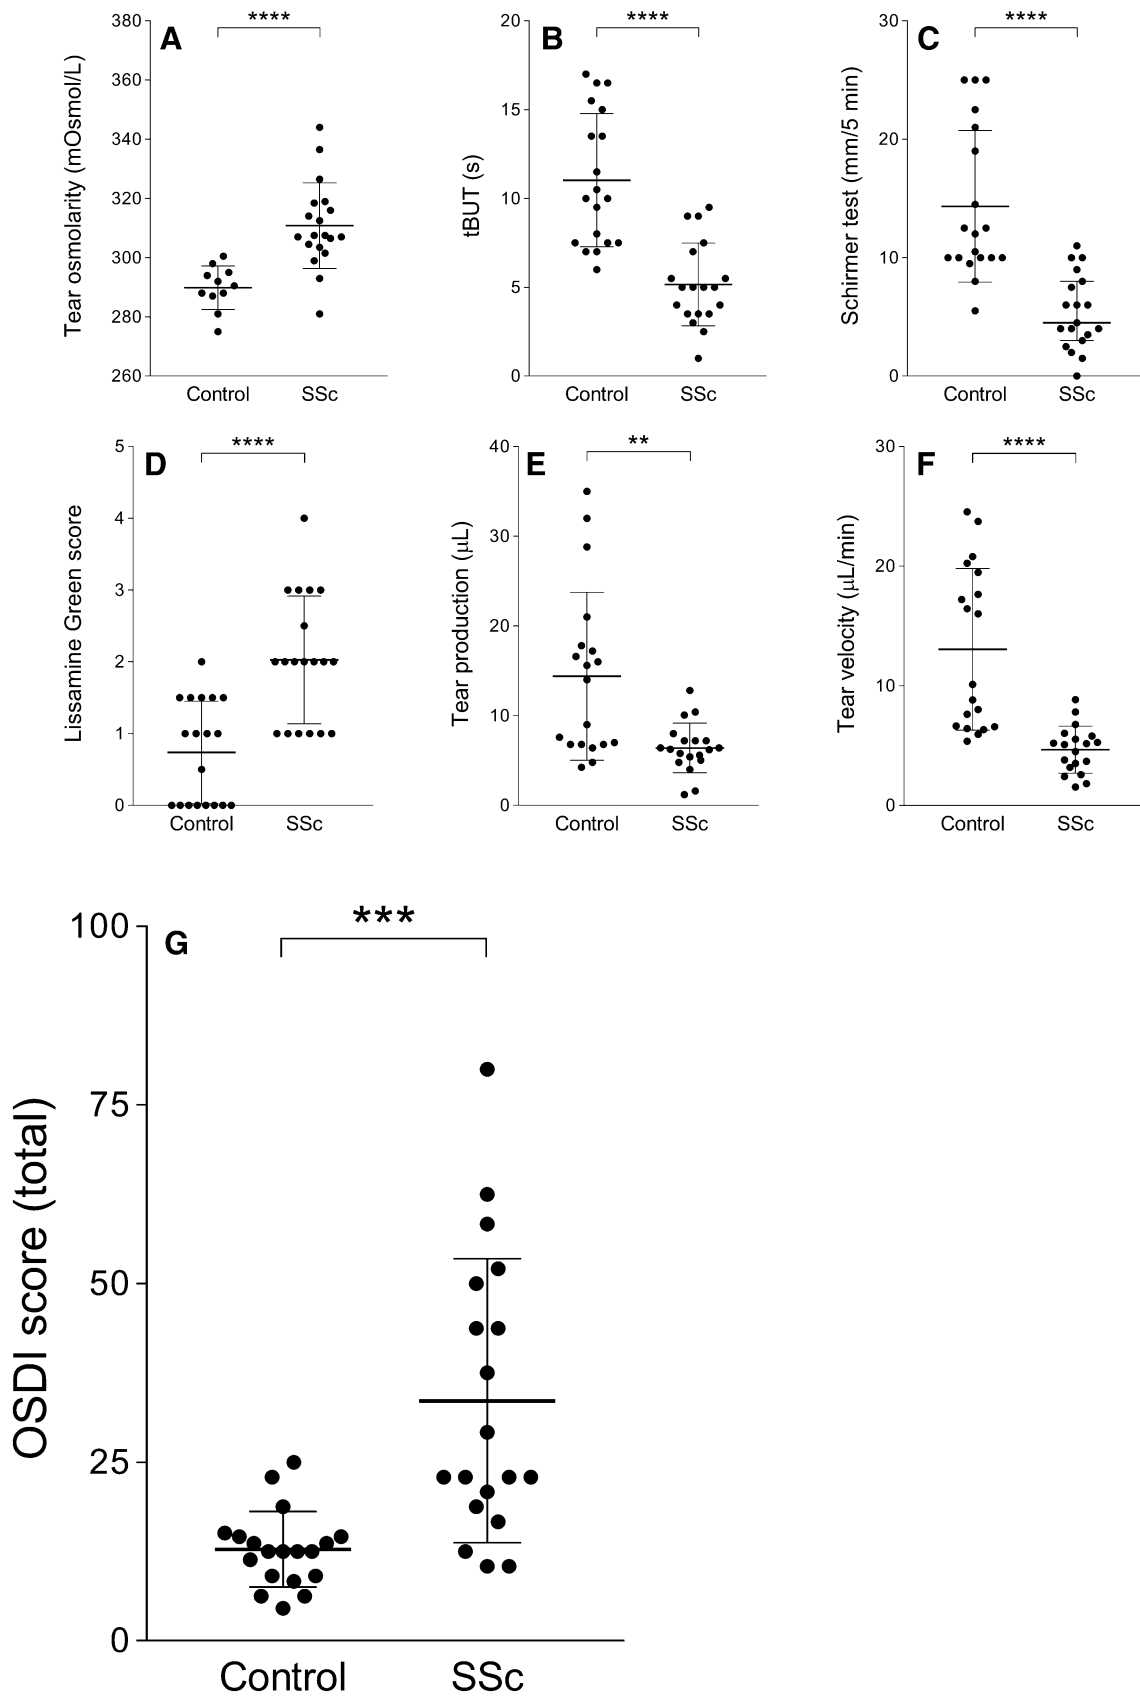 A
****
Tear osmolarity (mOsmol/L)
380
360
340
320
300
280
260
Control
SSc
B
****
tBUT (s)
20
15
10
5
0
Control
SSc
C
****
Schirmer test (mm/5 min)
30
20
10
0
Control
SSc
D
****
Lissamine Green score
5
4
3
2
1
0
Control
SSc
E
**
Tear production (μL)
40
30
20
10
0
Control
SSc
F
****
Tear velocity (μL/min)
30
20
10
0
Control
SSc
G
***
OSDI score (total)
100
75
50
25
0
Control
SSc